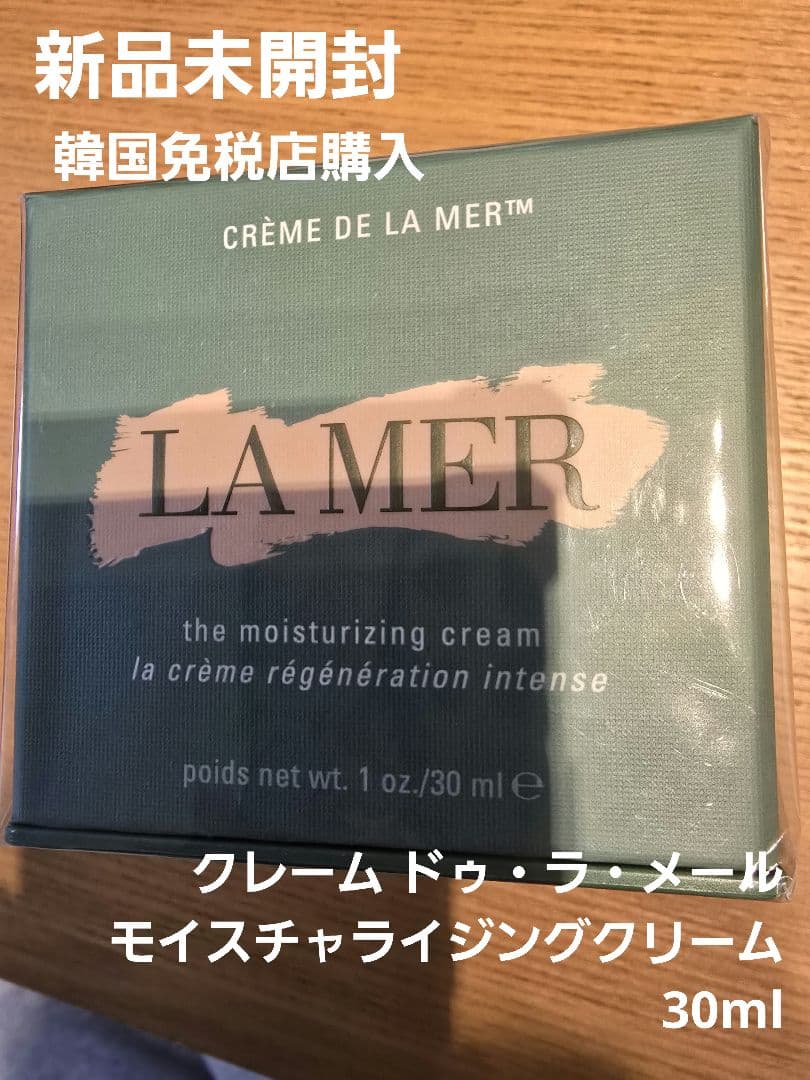 新品未開封
韓国免税店購入
CRÈME DE LA MER™
LA MER
the moisturizing cream
la crème régénération intense
poids net wt. 1 oz./30 ml ℮
クレーム ドゥ・ラ・メール
モイスチャライジングクリーム
30ml